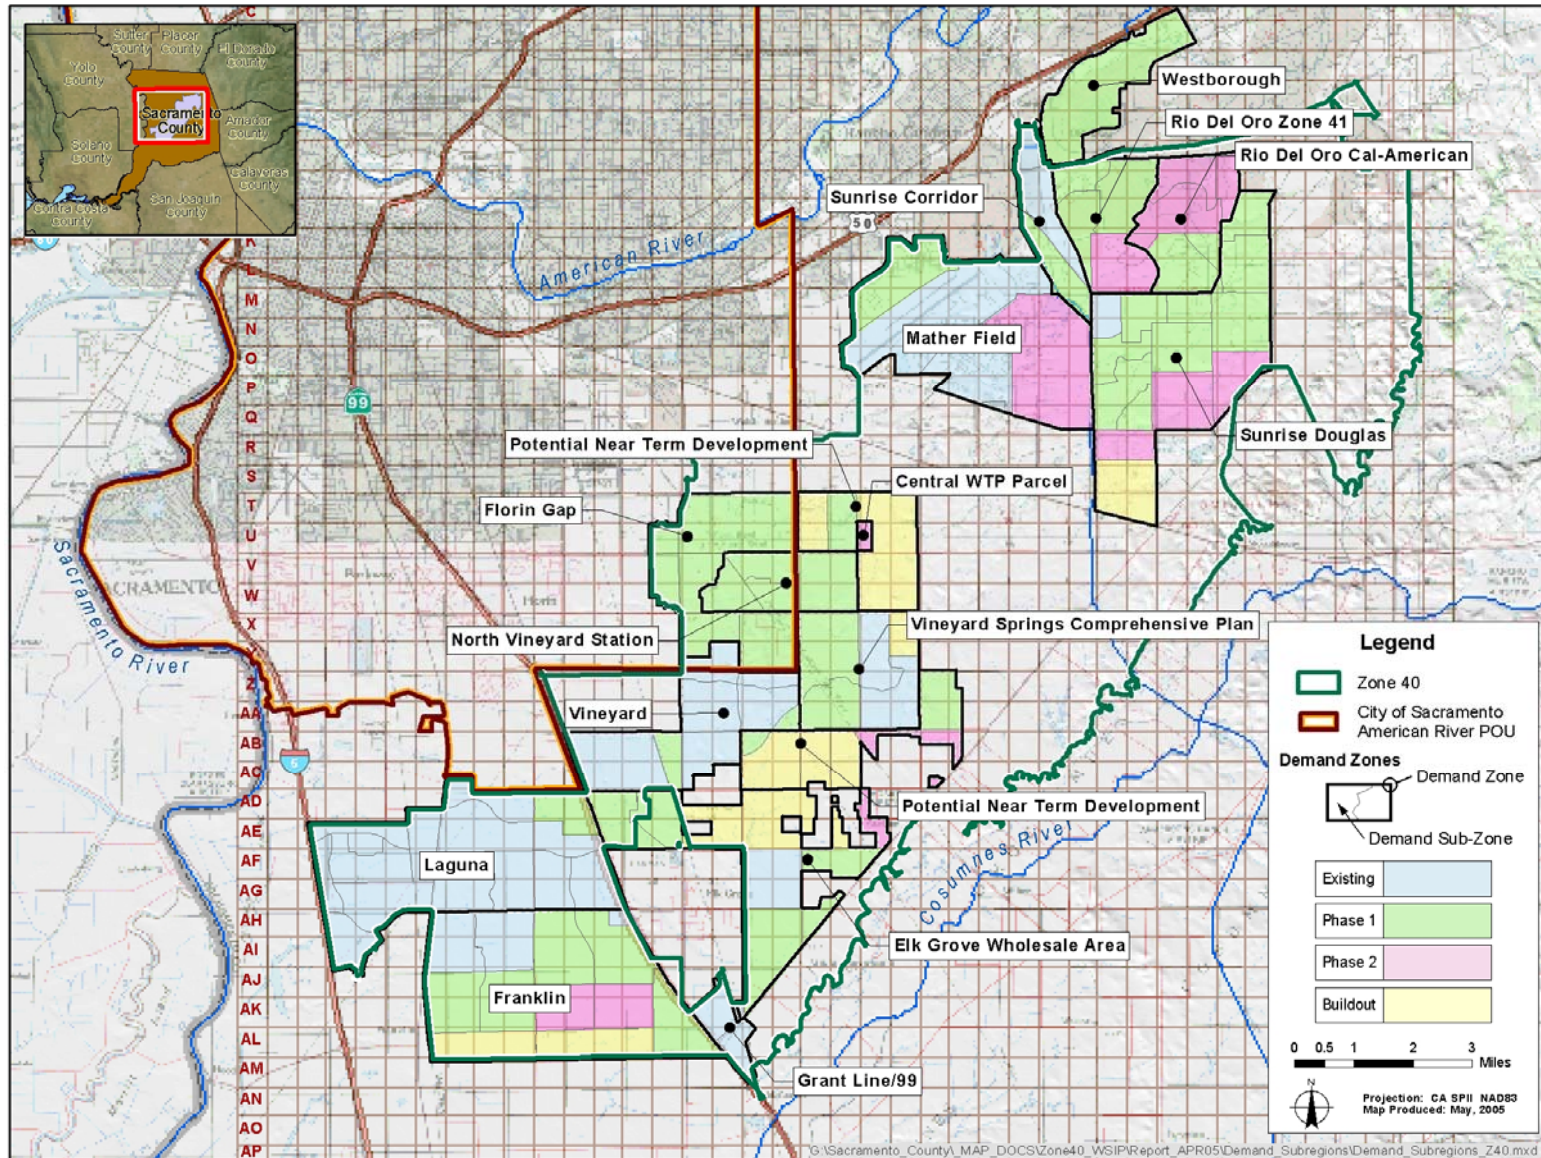 Sutter
County
Placer
County
El Dorado
County
Yolo
County
Sacramento
County
Amador
County
Solano
County
Calaveras
County
San Joaquin
County
Contra Costa
County
C
K
M
N
O
P
Q
R
S
T
U
V
W
X
Z
AA
AB
AC
AD
AE
AF
AG
AH
AI
AJ
AK
AL
AM
AN
AO
AP
Westborough
Rio Del Oro Zone 41
Rio Del Oro Cal-American
Sunrise Corridor
50
American River
Mather Field
99
Potential Near Term Development
Sunrise Douglas
Central WTP Parcel
Florin Gap
Sacramento River
North Vineyard Station
Vineyard Springs Comprehensive Plan
Vineyard
5
Potential Near Term Development
Laguna
Cosumnes River
Elk Grove Wholesale Area
Franklin
Grant Line/99
Legend
Zone 40
City of Sacramento
American River POU
Demand Zones
Demand Zone
Demand Sub-Zone
Existing
Phase 1
Phase 2
Buildout
0 0.5 1 2 3
Miles
N
Projection: CA SPII NAD83
Map Produced: May, 2005
G:\Sacramento_County\_MAP_DOCS\Zone40_WSIP\Report_APR05\Demand_Subregions\Demand_Subregions_Z40.mxd